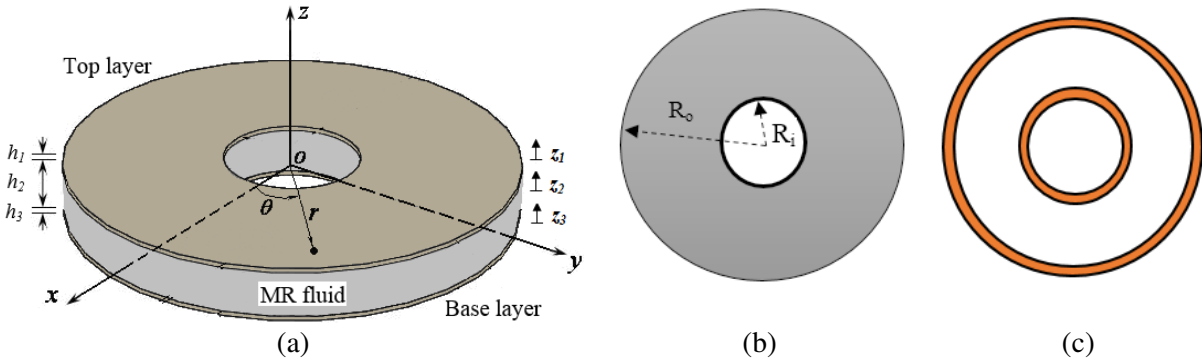 z
Top layer
h1
h2
h3
o
z1
z2
z3
θ
r
x
y
MR fluid
Base layer
Ro
Ri
(a)
(b)
(c)